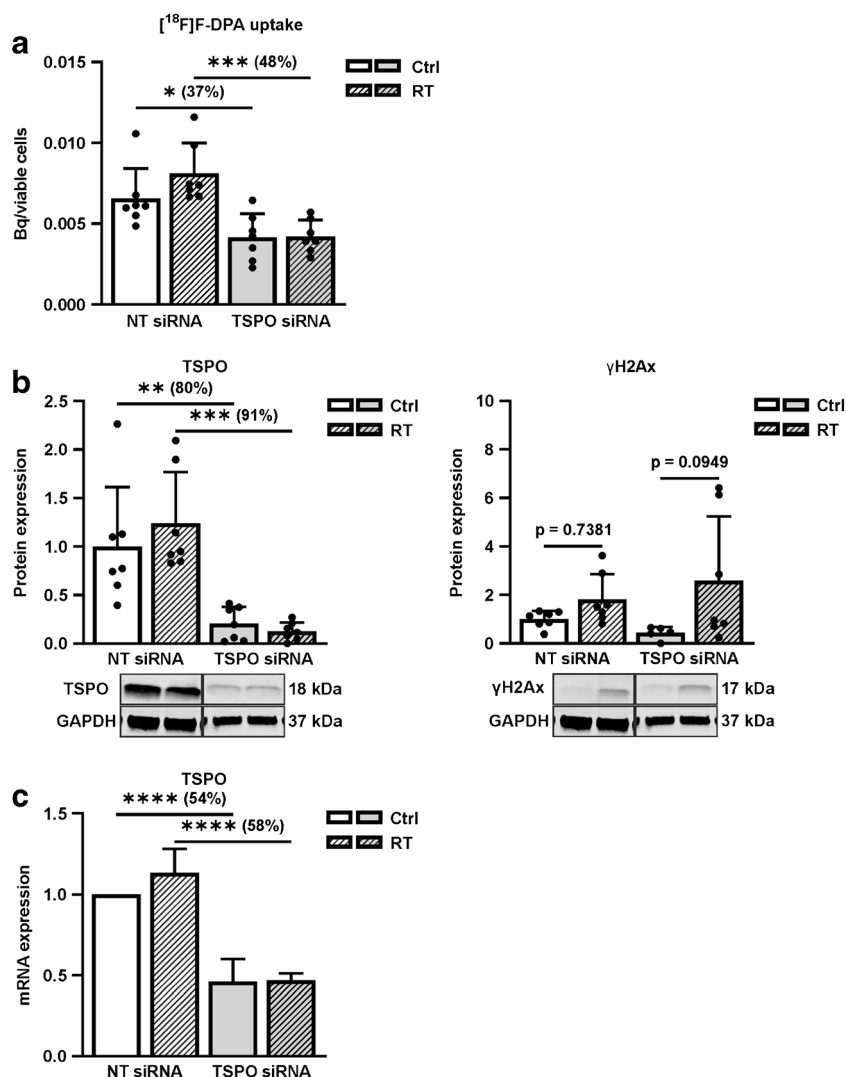 [¹⁸F]F-DPA uptake
a
0.015
0.010
0.005
0.000
Bq/viable cells
*** (48%)
* (37%)
Ctrl
RT
NT siRNA
TSPO siRNA
b
TSPO
2.5
2.0
1.5
1.0
0.5
0.0
Protein expression
** (80%)
*** (91%)
Ctrl
RT
NT siRNA
TSPO siRNA
TSPO
18 kDa
GAPDH
37 kDa
γH2Ax
10
8
6
4
2
0
Protein expression
p = 0.0949
p = 0.7381
Ctrl
RT
NT siRNA
TSPO siRNA
γH2Ax
17 kDa
GAPDH
37 kDa
c
TSPO
1.5
1.0
0.5
0.0
mRNA expression
**** (54%)
**** (58%)
Ctrl
RT
NT siRNA
TSPO siRNA